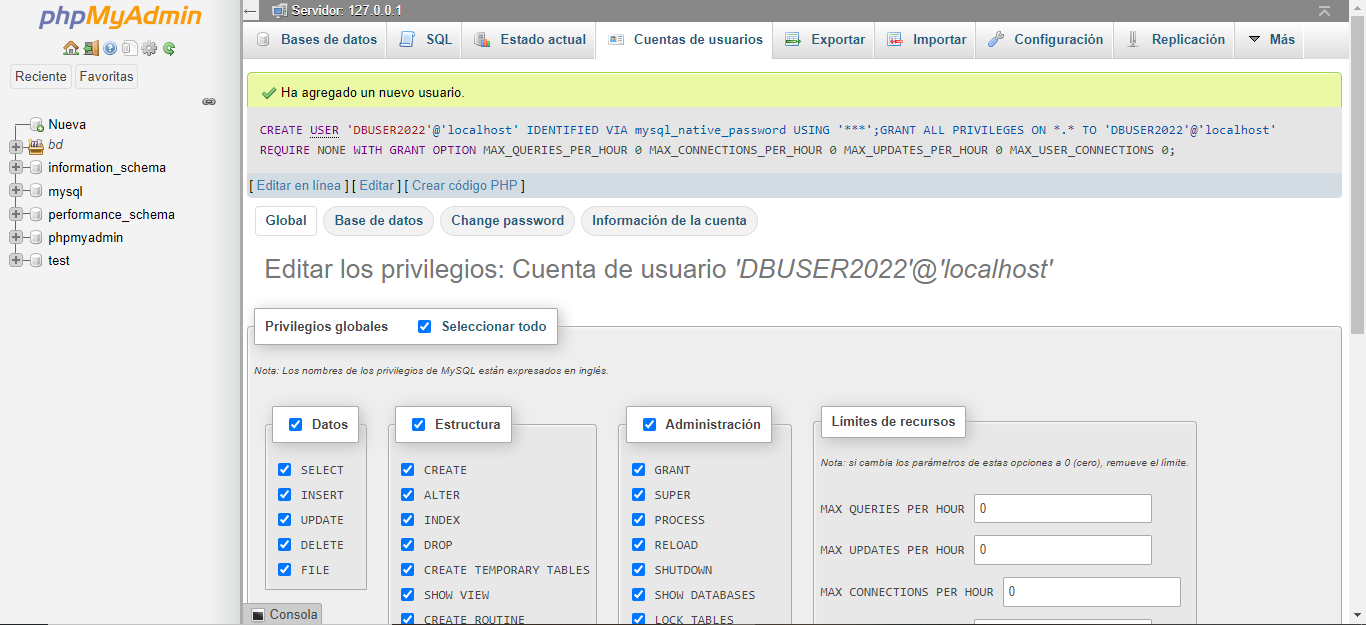 phpMyAdmin
Reciente
Favoritas
Nueva
bd
information_schema
mysql
performance_schema
phpmyadmin
test
Servidor: 127.0.0.1
Bases de datos
SQL
Estado actual
Cuentas de usuarios
Exportar
Importar
Configuración
Replicación
Más
Ha agregado un nuevo usuario.
CREATE USER 'DBUSER2022'@'localhost' IDENTIFIED VIA mysql_native_password USING '***';GRANT ALL PRIVILEGES ON *.* TO 'DBUSER2022'@'localhost'
REQUIRE NONE WITH GRANT OPTION MAX_QUERIES_PER_HOUR 0 MAX_CONNECTIONS_PER_HOUR 0 MAX_UPDATES_PER_HOUR 0 MAX_USER_CONNECTIONS 0;
[ Editar en línea ] [ Editar ] [ Crear código PHP ]
Global
Base de datos
Change password
Información de la cuenta
Editar los privilegios: Cuenta de usuario 'DBUSER2022'@'localhost'
Privilegios globales
Seleccionar todo
Nota: Los nombres de los privilegios de MySQL están expresados en inglés.
Datos
SELECT
INSERT
UPDATE
DELETE
FILE
Estructura
CREATE
ALTER
INDEX
DROP
CREATE TEMPORARY TABLES
SHOW VIEW
CREATE ROUTINE
Administración
GRANT
SUPER
PROCESS
RELOAD
SHUTDOWN
SHOW DATABASES
LOCK TABLES
Límites de recursos
Nota: si cambia los parámetros de estas opciones a 0 (cero), remueve el límite.
MAX QUERIES PER HOUR 0
MAX UPDATES PER HOUR 0
MAX CONNECTIONS PER HOUR 0
Consola